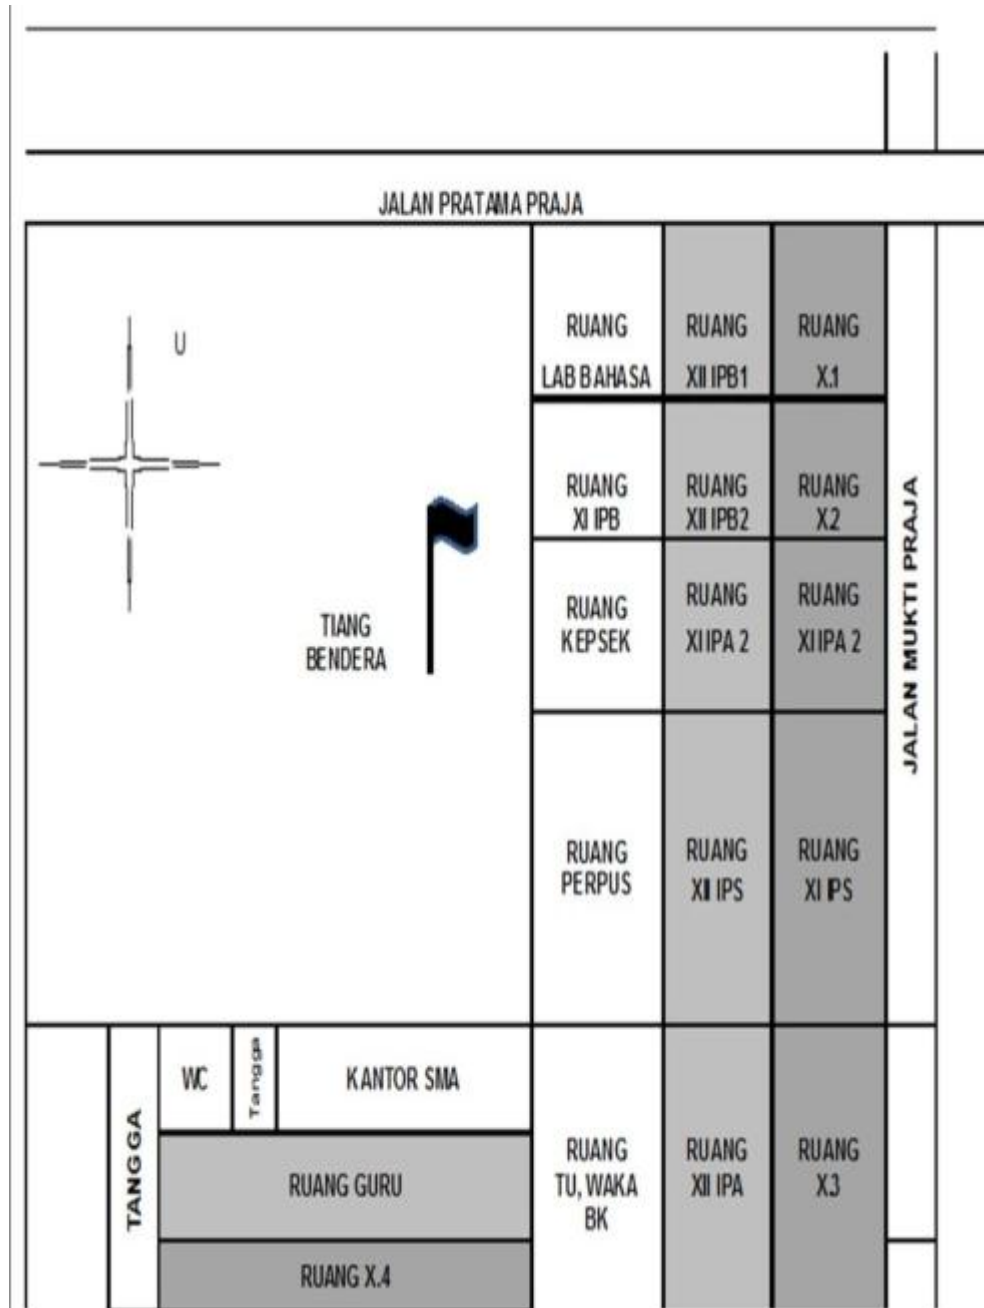 JALAN PRATAMA PRAJA
U
RUANG
LAB BAHASA
RUANG
XII IPB1
RUANG
X.1
RUANG
XI IPB
RUANG
XII IPB2
RUANG
X.2
TIANG
BENDERA
RUANG
KEPSEK
RUANG
XI IPA 2
RUANG
XI IPA 2
JALAN MUKTI PRAJA
RUANG
PERPUS
RUANG
XII IPS
RUANG
XI IPS
TANGGA
WC
Tangga
KANTOR SMA
RUANG
TU, WAKA
BK
RUANG
XII IPA
RUANG
X.3
RUANG GURU
RUANG X.4